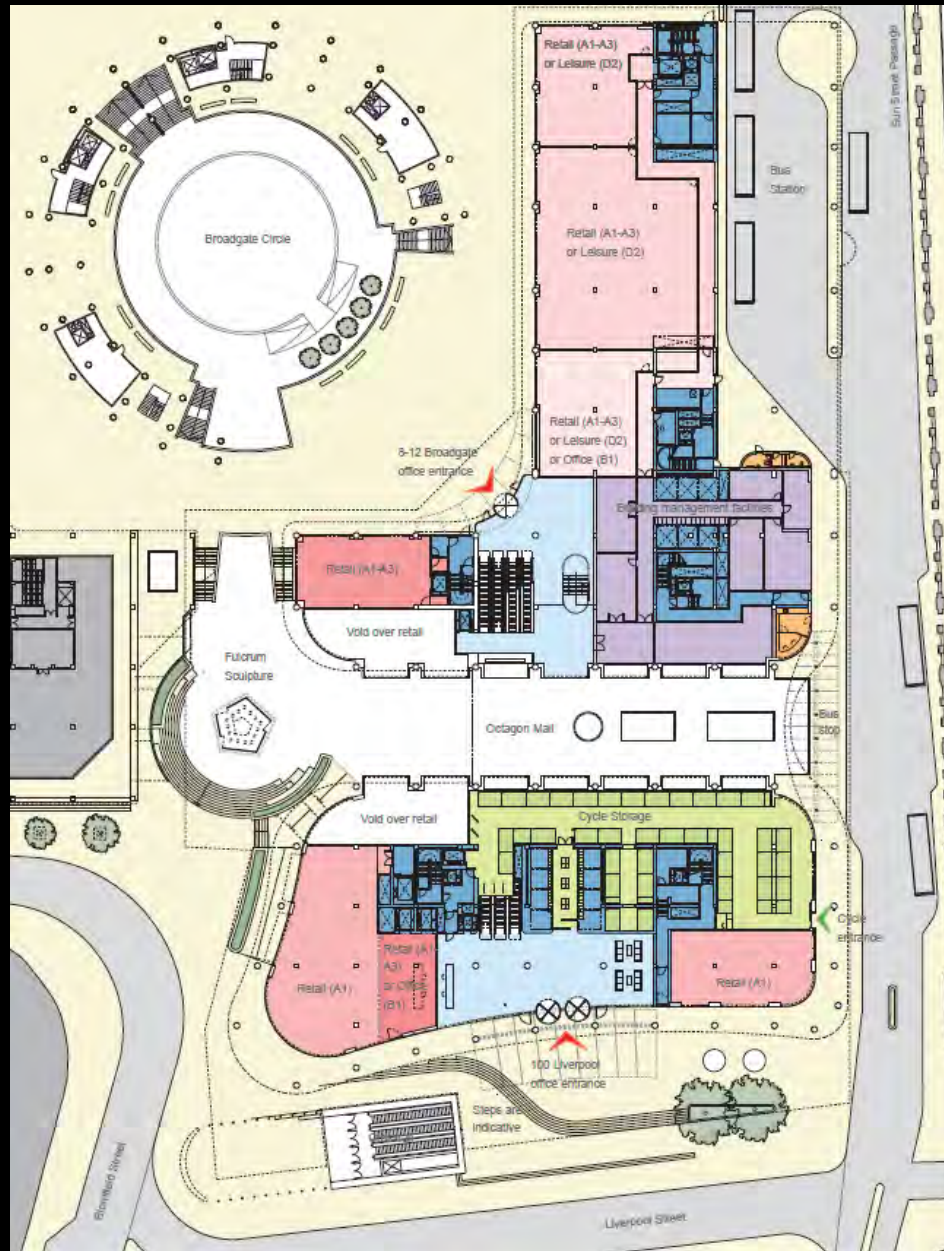 Retail (A1-A3)
or Leisure (D2)
Sun Street Passage
Bus
Station
Broadgate Circle
Retail (A1-A3)
or Leisure (D2)
Retail (A1-A3)
or Leisure (D2)
or Office (B1)
8-12 Broadgate
office entrance
Building management facilities
Retail (A1-A3)
Void over retail
Fulcrum
Sculpture
Octagon Mall
Bus
stop
Void over retail
Cycle Storage
Cycle
entrance
Retail (A1)
Retail (A1-
A3)
or Office
(B1)
Retail (A1)
100 Liverpool
office entrance
Steps are
indicative
Blomfield Street
Liverpool Street